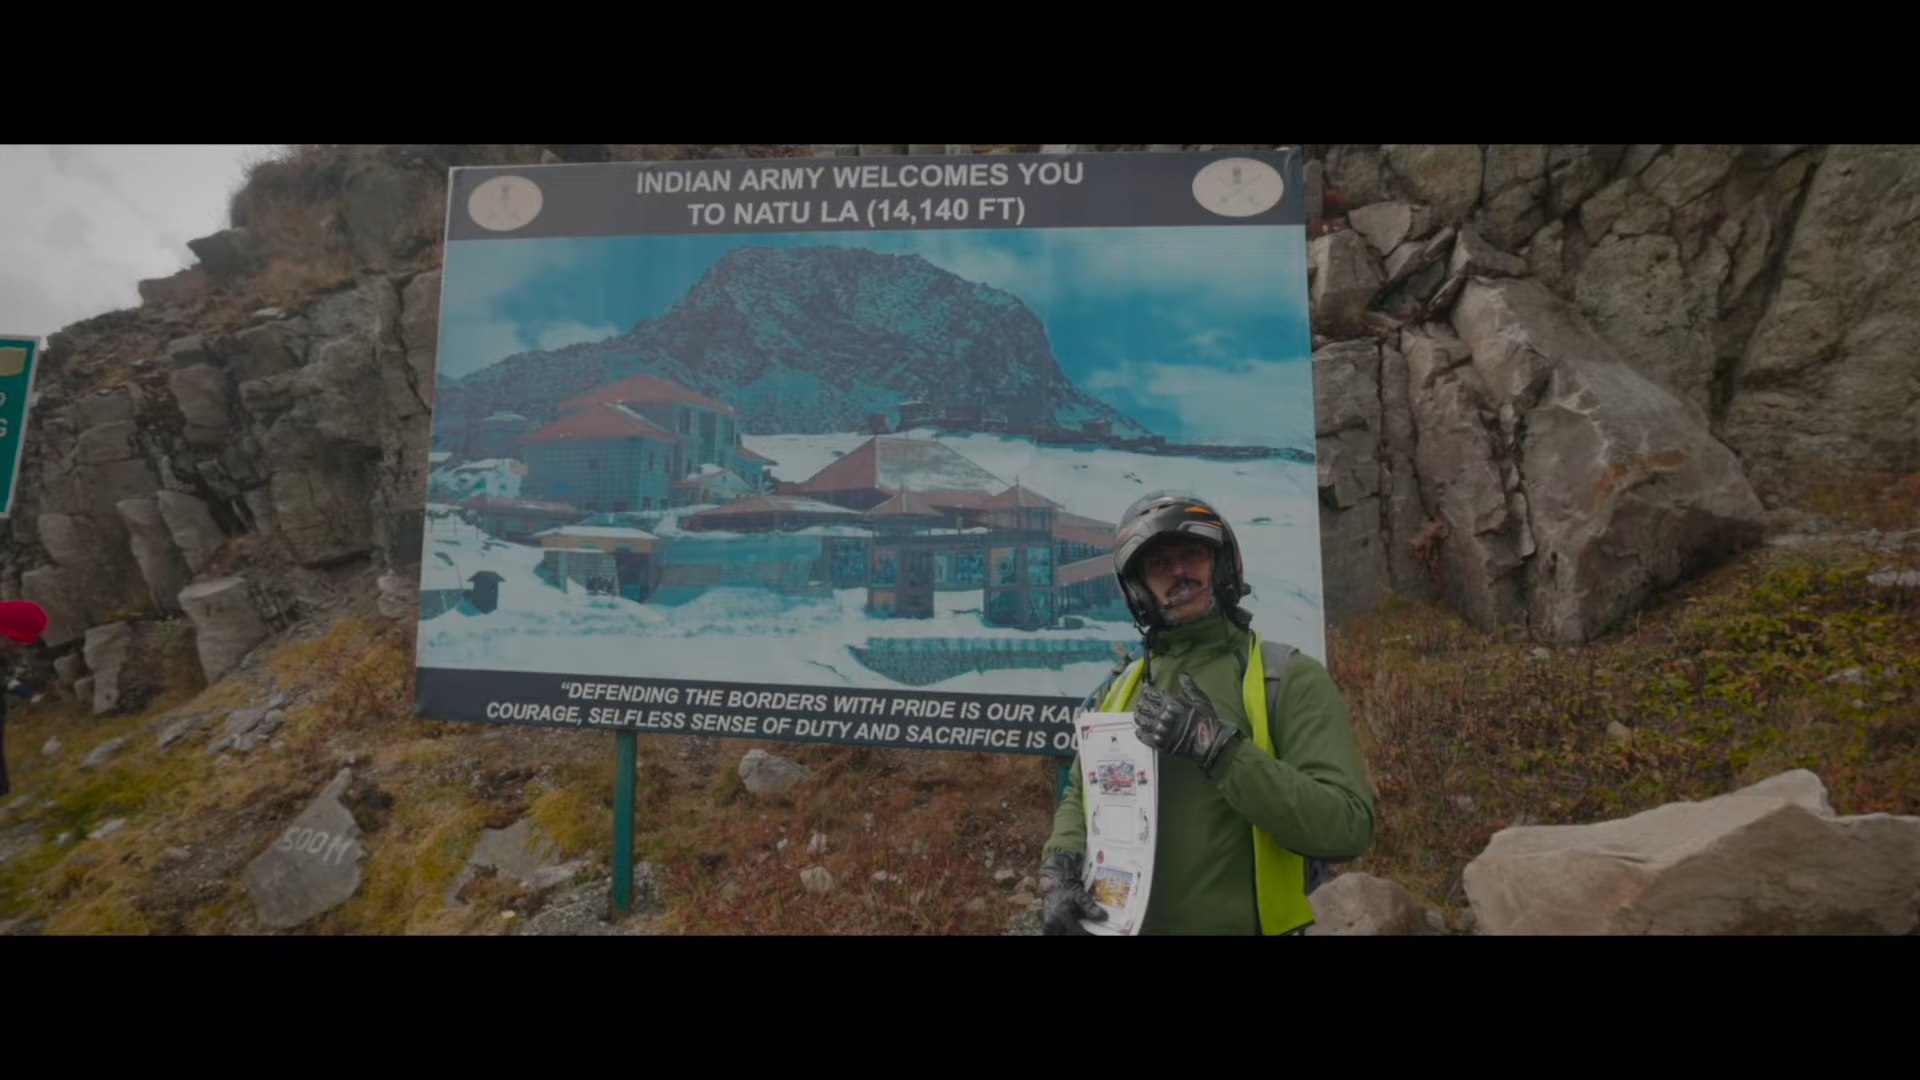 INDIAN ARMY WELCOMES YOU
TO NATU LA (14,140 FT)
"DEFENDING THE BORDERS WITH PRIDE IS OUR
COURAGE, SELFLESS SENSE OF DUTY AND SACRIFICE IS
500M